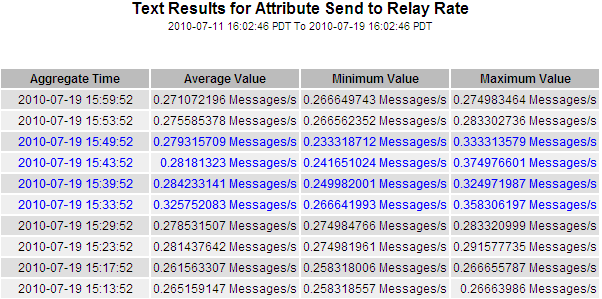 Text Results for Attribute Send to Relay Rate
2010-07-11 16:02:46 PDT To 2010-07-19 16:02:46 PDT
Aggregate Time Average Value Minimum Value Maximum Value
2010-07-19 15:59:52 0.271072196 Messages/s 0.266649743 Messages/s 0.274983464 Messages/s
2010-07-19 15:53:52 0.275585378 Messages/s 0.266562352 Messages/s 0.283302736 Messages/s
2010-07-19 15:49:52 0.279315709 Messages/s 0.233318712 Messages/s 0.333313579 Messages/s
2010-07-19 15:43:52 0.28181323 Messages/s 0.241651024 Messages/s 0.374976601 Messages/s
2010-07-19 15:39:52 0.284233141 Messages/s 0.249982001 Messages/s 0.324971987 Messages/s
2010-07-19 15:33:52 0.325752083 Messages/s 0.266641993 Messages/s 0.358306197 Messages/s
2010-07-19 15:29:52 0.278531507 Messages/s 0.274984766 Messages/s 0.283320999 Messages/s
2010-07-19 15:23:52 0.281437642 Messages/s 0.274981961 Messages/s 0.291577735 Messages/s
2010-07-19 15:17:52 0.261563307 Messages/s 0.258318006 Messages/s 0.266655787 Messages/s
2010-07-19 15:13:52 0.265159147 Messages/s 0.258318557 Messages/s 0.26663986 Messages/s